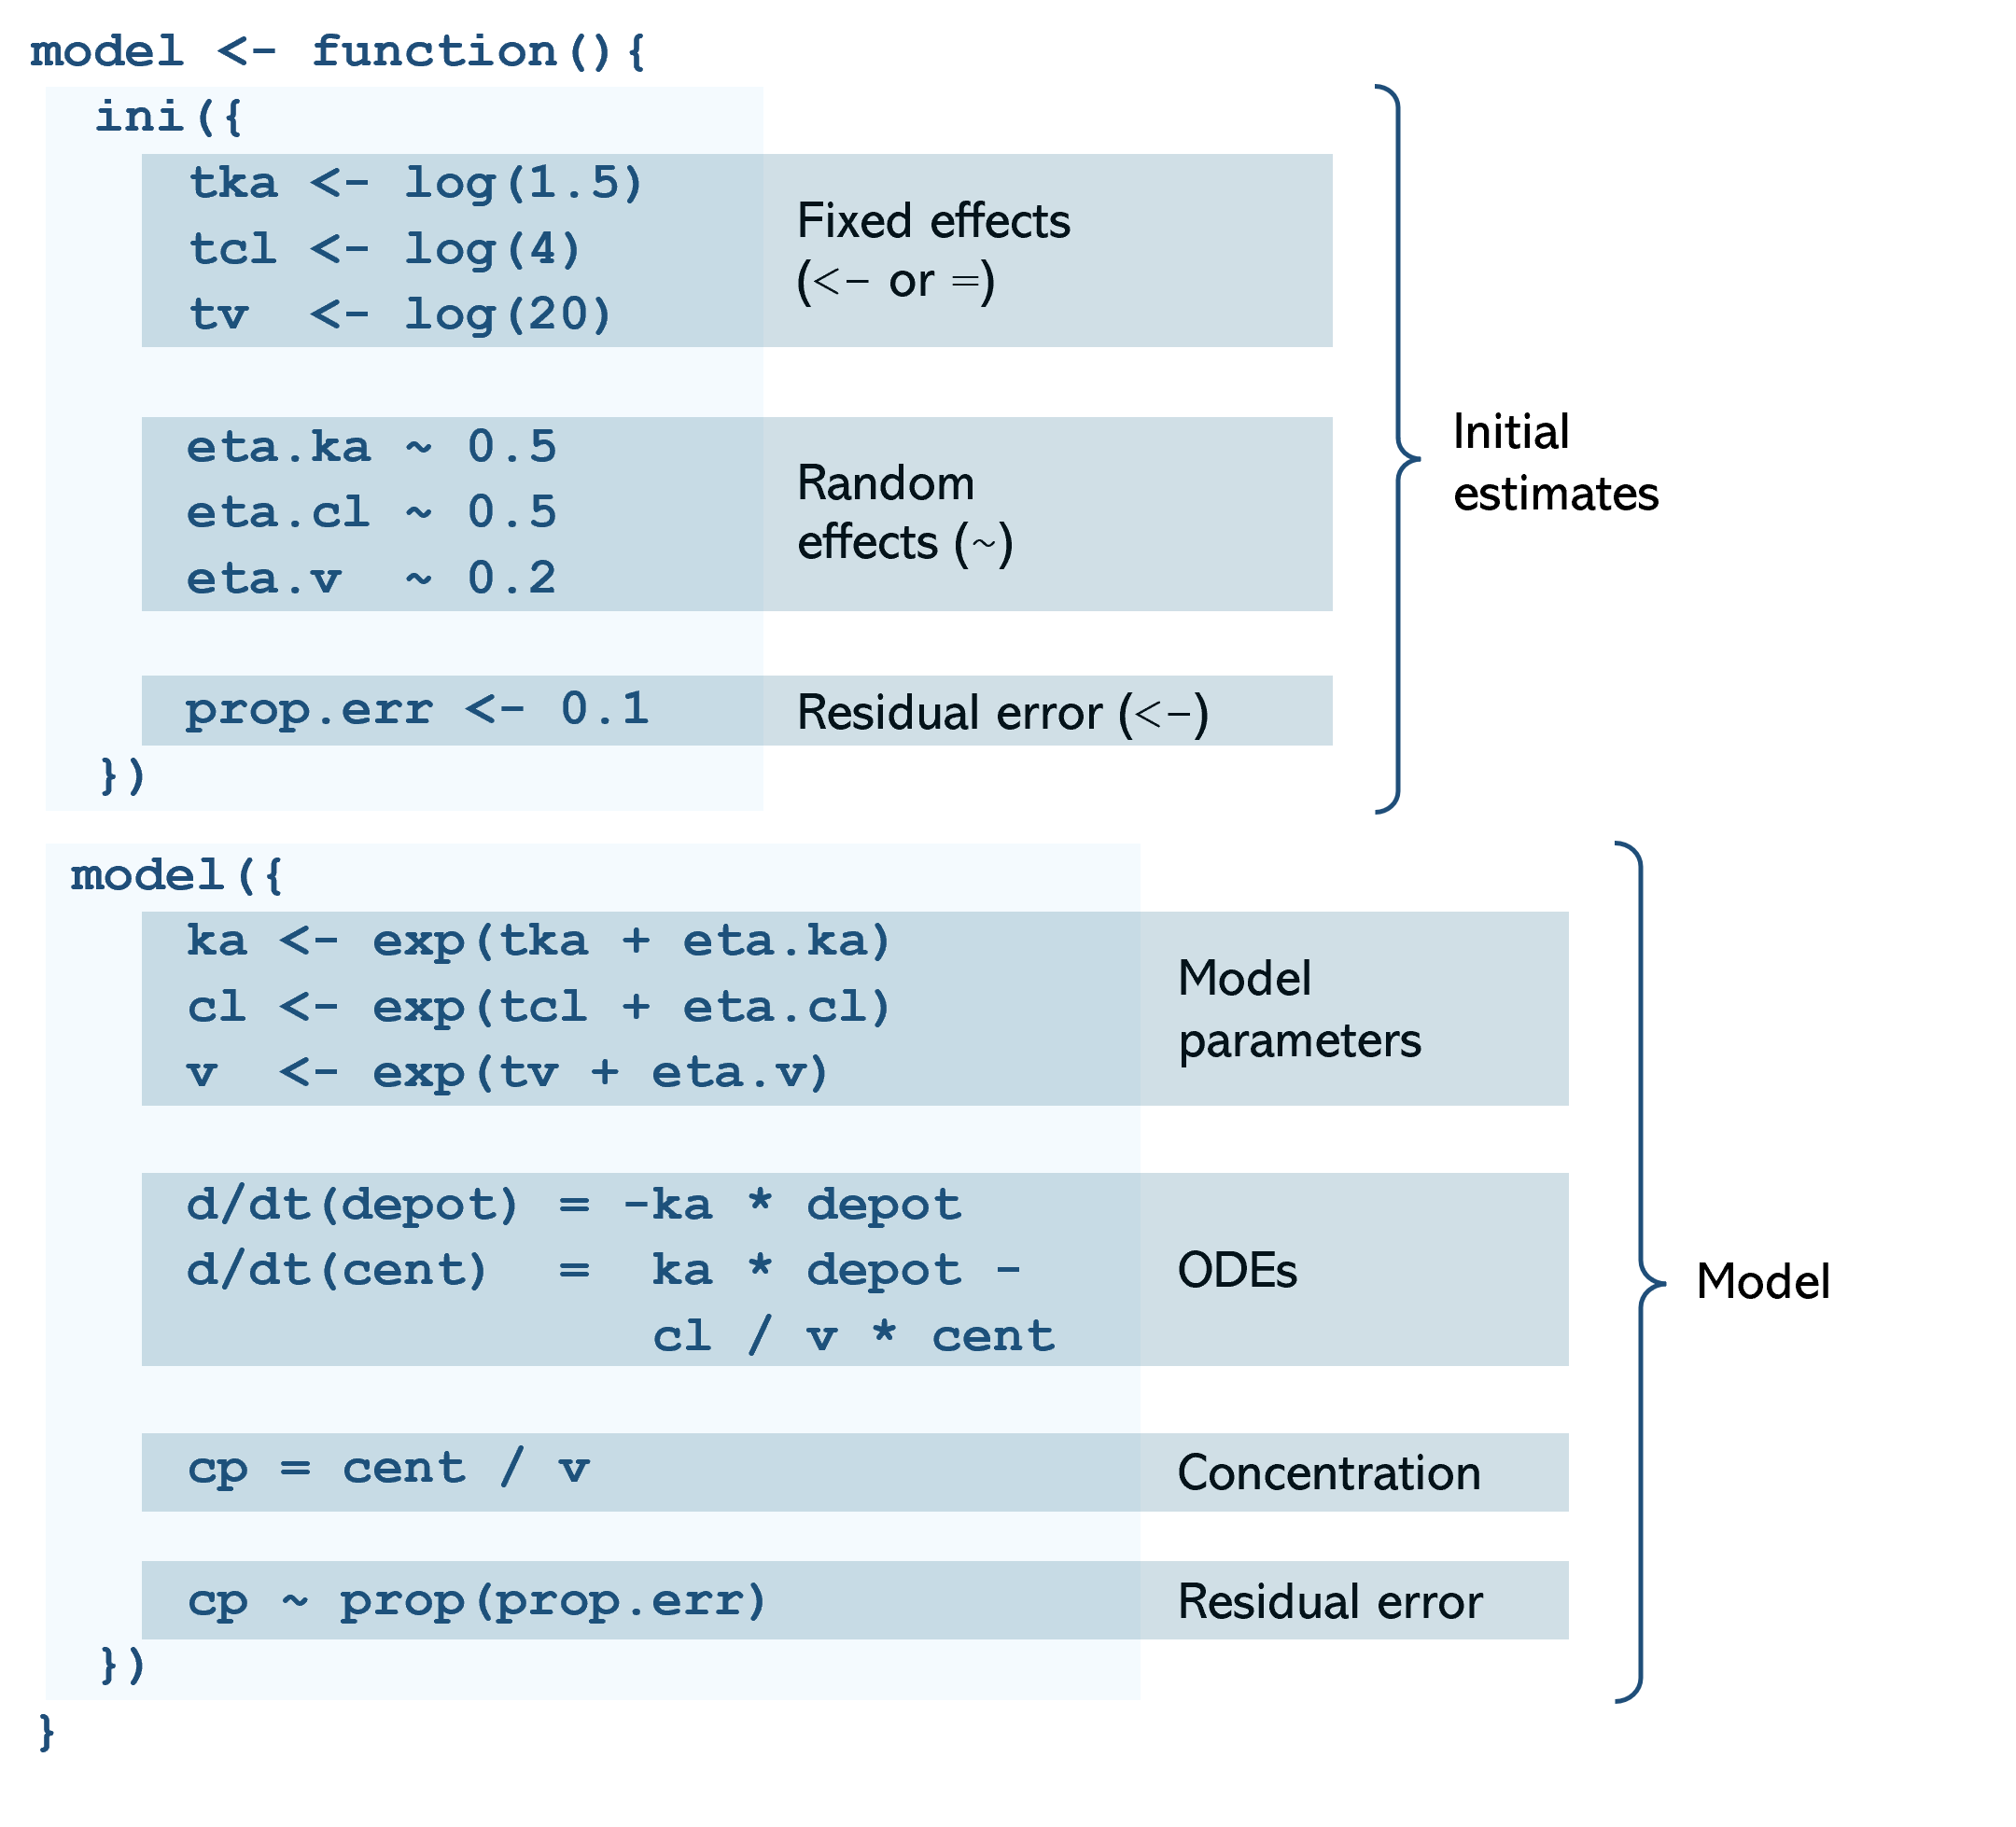 model <- function(){
ini({
tka <- log(1.5)
tcl <- log(4)
tv  <- log(20)
Fixed effects
(<- or =)
eta.ka ~ 0.5
eta.cl ~ 0.5
eta.v  ~ 0.2
Random
effects (~)
prop.err <- 0.1
Residual error (<-)
})
Initial
estimates
model({
ka <- exp(tka + eta.ka)
cl <- exp(tcl + eta.cl)
v  <- exp(tv + eta.v)
Model
parameters
d/dt(depot) = -ka * depot
d/dt(cent)  =  ka * depot -
cl / v * cent
ODEs
cp = cent / v
Concentration
cp ~ prop(prop.err)
Residual error
})
Model
}